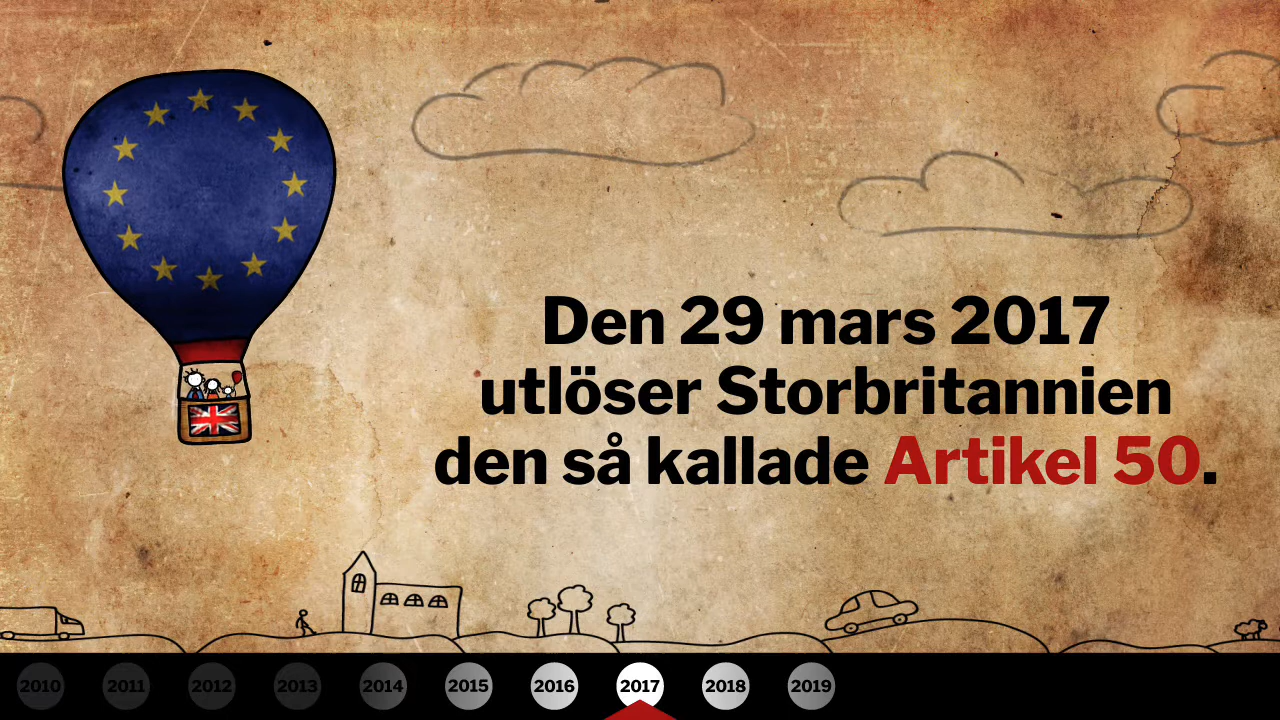 Den 29 mars 2017
utlöser Storbritannien
den så kallade Artikel 50.
2010 2011 2012 2013 2014 2015 2016 2017 2018 2019